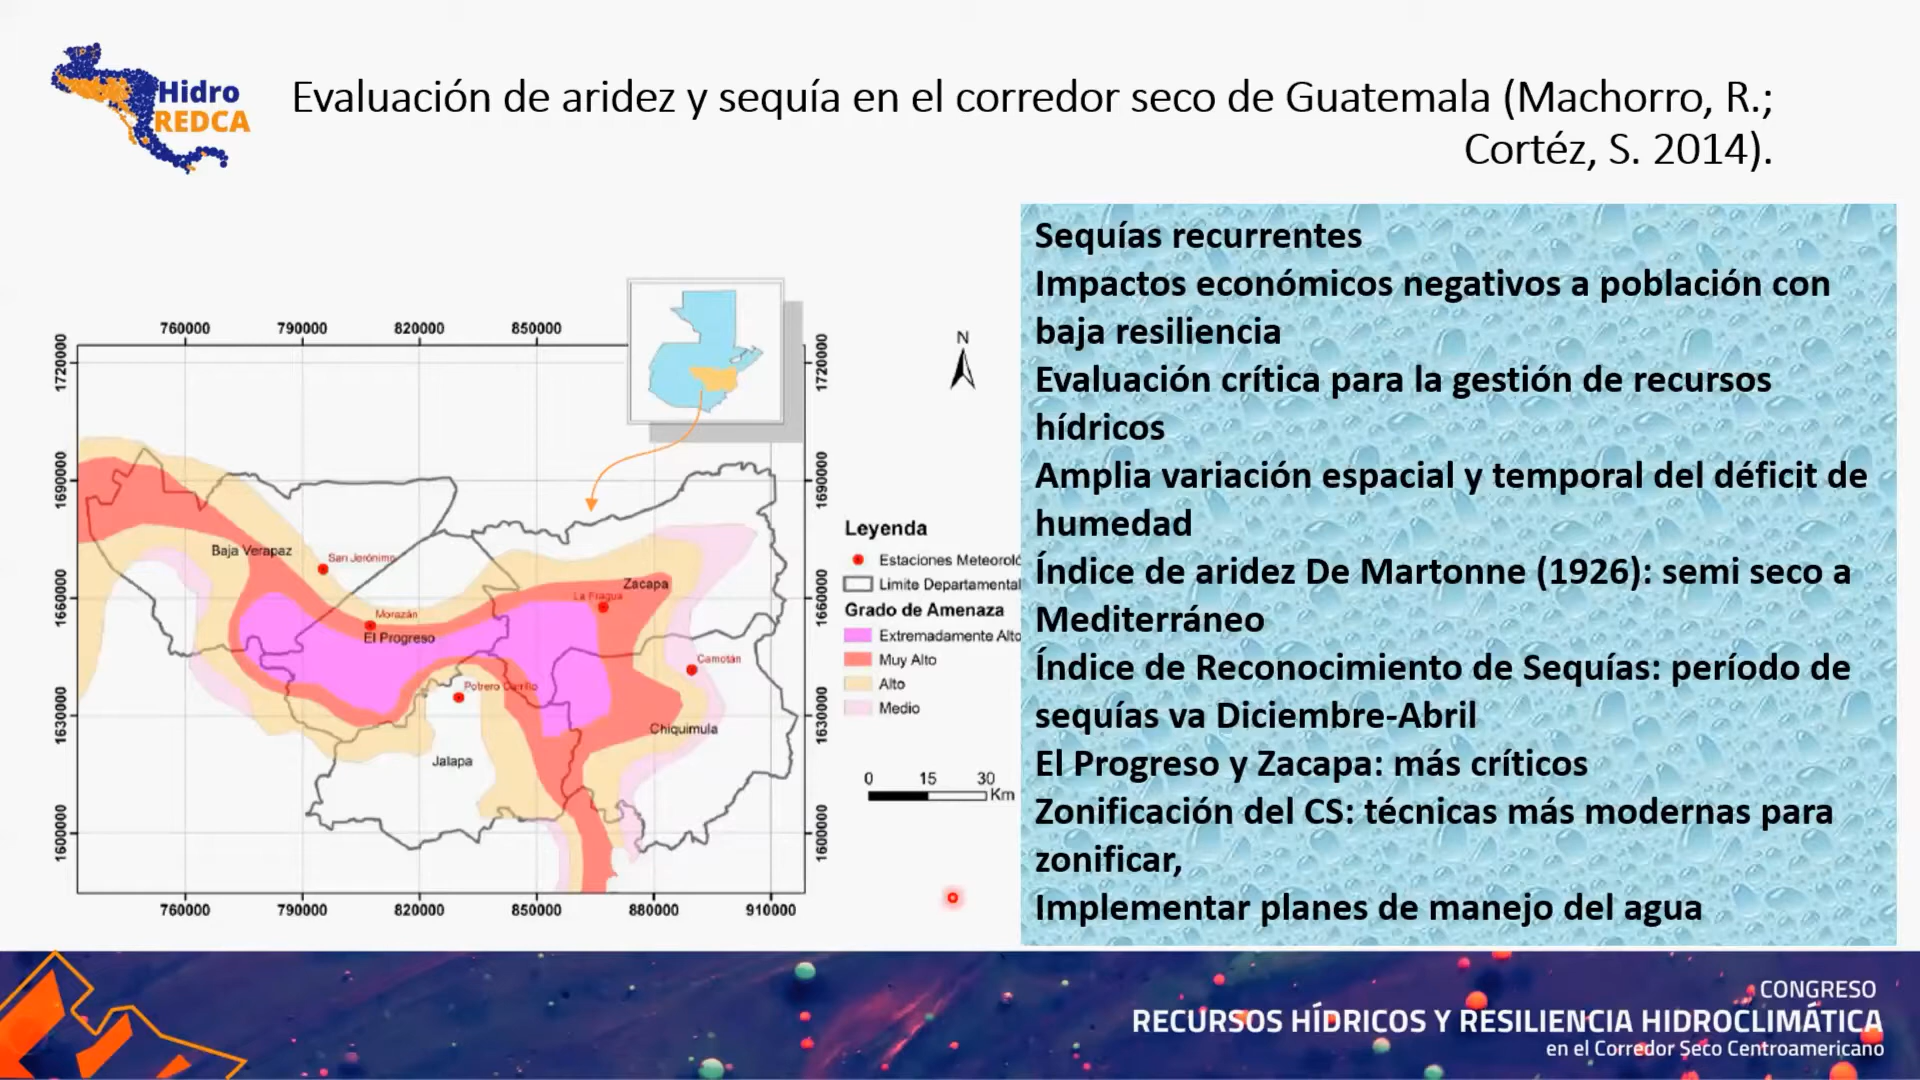 Hidro
REDCA
Evaluación de aridez y sequía en el corredor seco de Guatemala (Machorro, R.;
Cortéz, S. 2014).
760000 790000 820000 850000
1720000 1690000 1660000 1630000 1600000
Baja Verapaz
San Jerónimo
Morazán
El Progreso
Zacapa
La Fragua
Camotán
Potrero Carrillo
Chiquimula
Jalapa
1720000 1690000 1660000 1630000 1600000
760000 790000 820000 850000 880000 910000
N
Leyenda
Estaciones Meteoroló
Limite Departamental
Grado de Amenaza
Extremadamente Alto
Muy Alto
Alto
Medio
0 15 30
Km
Sequías recurrentes
Impactos económicos negativos a población con
baja resiliencia
Evaluación crítica para la gestión de recursos
hídricos
Amplia variación espacial y temporal del déficit de
humedad
Índice de aridez De Martonne (1926): semi seco a
Mediterráneo
Índice de Reconocimiento de Sequías: período de
sequías va Diciembre-Abril
El Progreso y Zacapa: más críticos
Zonificación del CS: técnicas más modernas para
zonificar,
Implementar planes de manejo del agua
CONGRESO
RECURSOS HÍDRICOS Y RESILIENCIA HIDROCLIMÁTICA
en el Corredor Seco Centroamericano